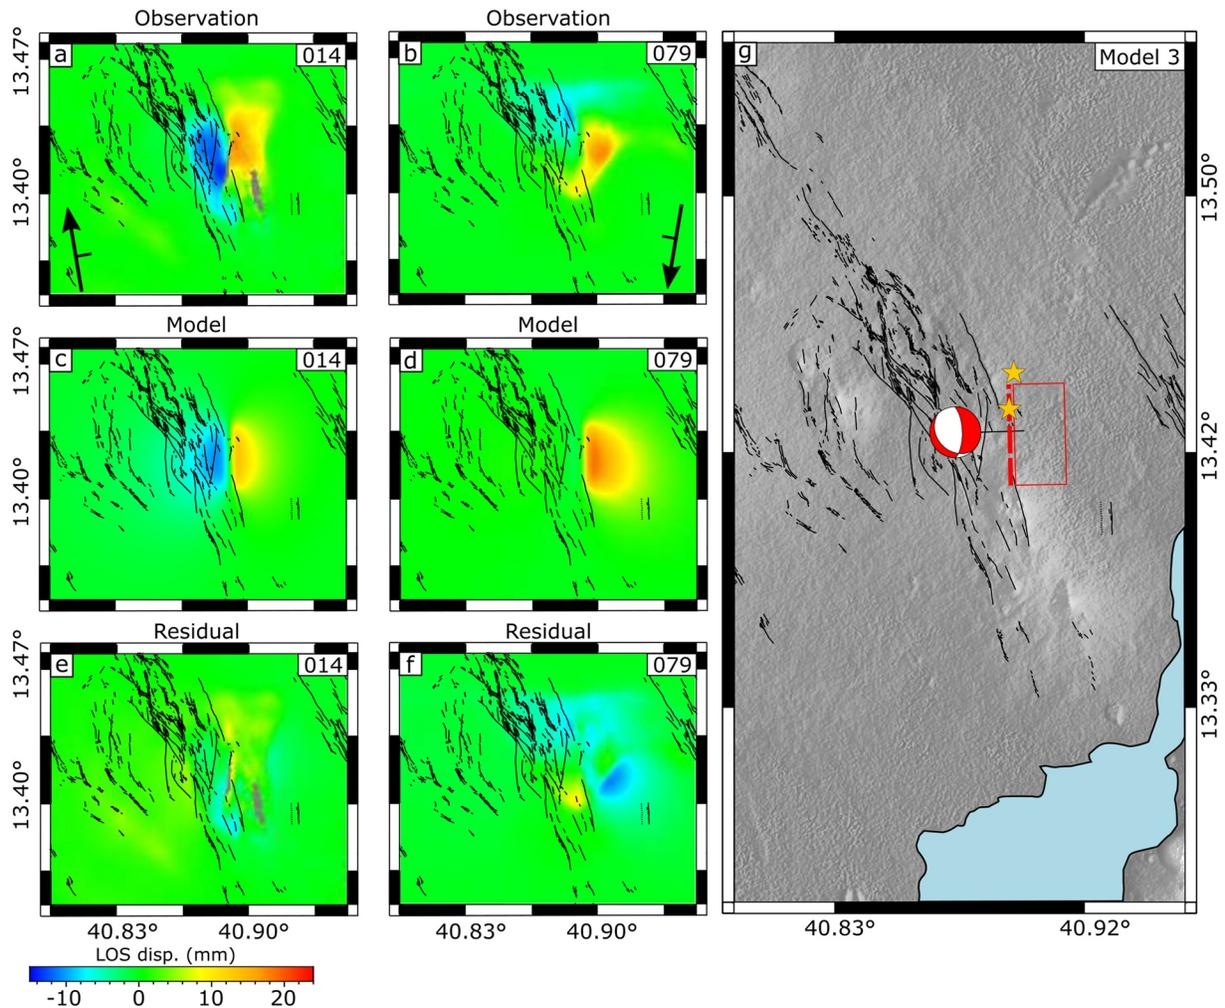 Observation
Observation
a
014
b
079
g
Model 3
13.47°
13.40°
13.50°
Model
Model
c
014
d
079
13.47°
13.40°
13.42°
Residual
Residual
e
014
f
079
13.47°
13.40°
13.33°
40.83°
40.90°
40.83°
40.90°
40.83°
40.92°
LOS disp. (mm)
-10
0
10
20